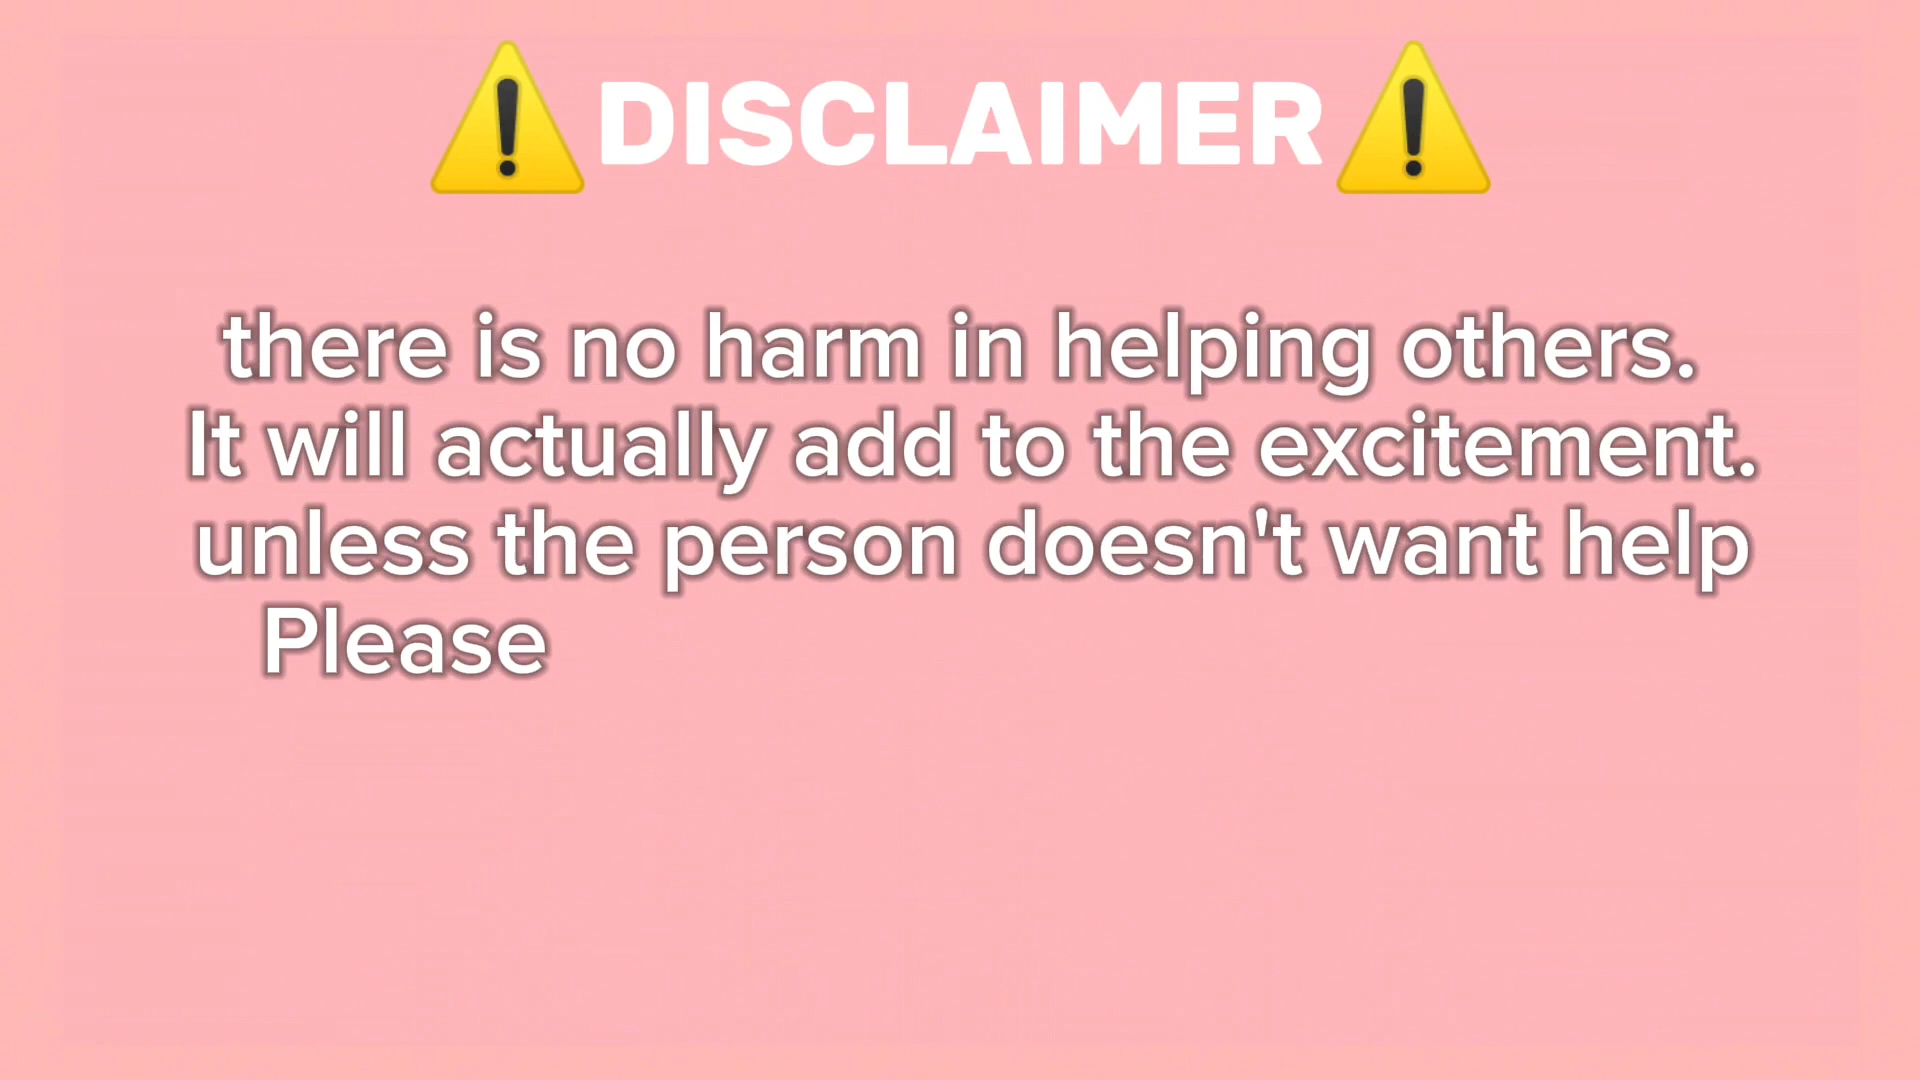 ⚠️DISCLAIMER⚠️
there is no harm in helping others.
It will actually add to the excitement.
unless the person doesn't want help
Please